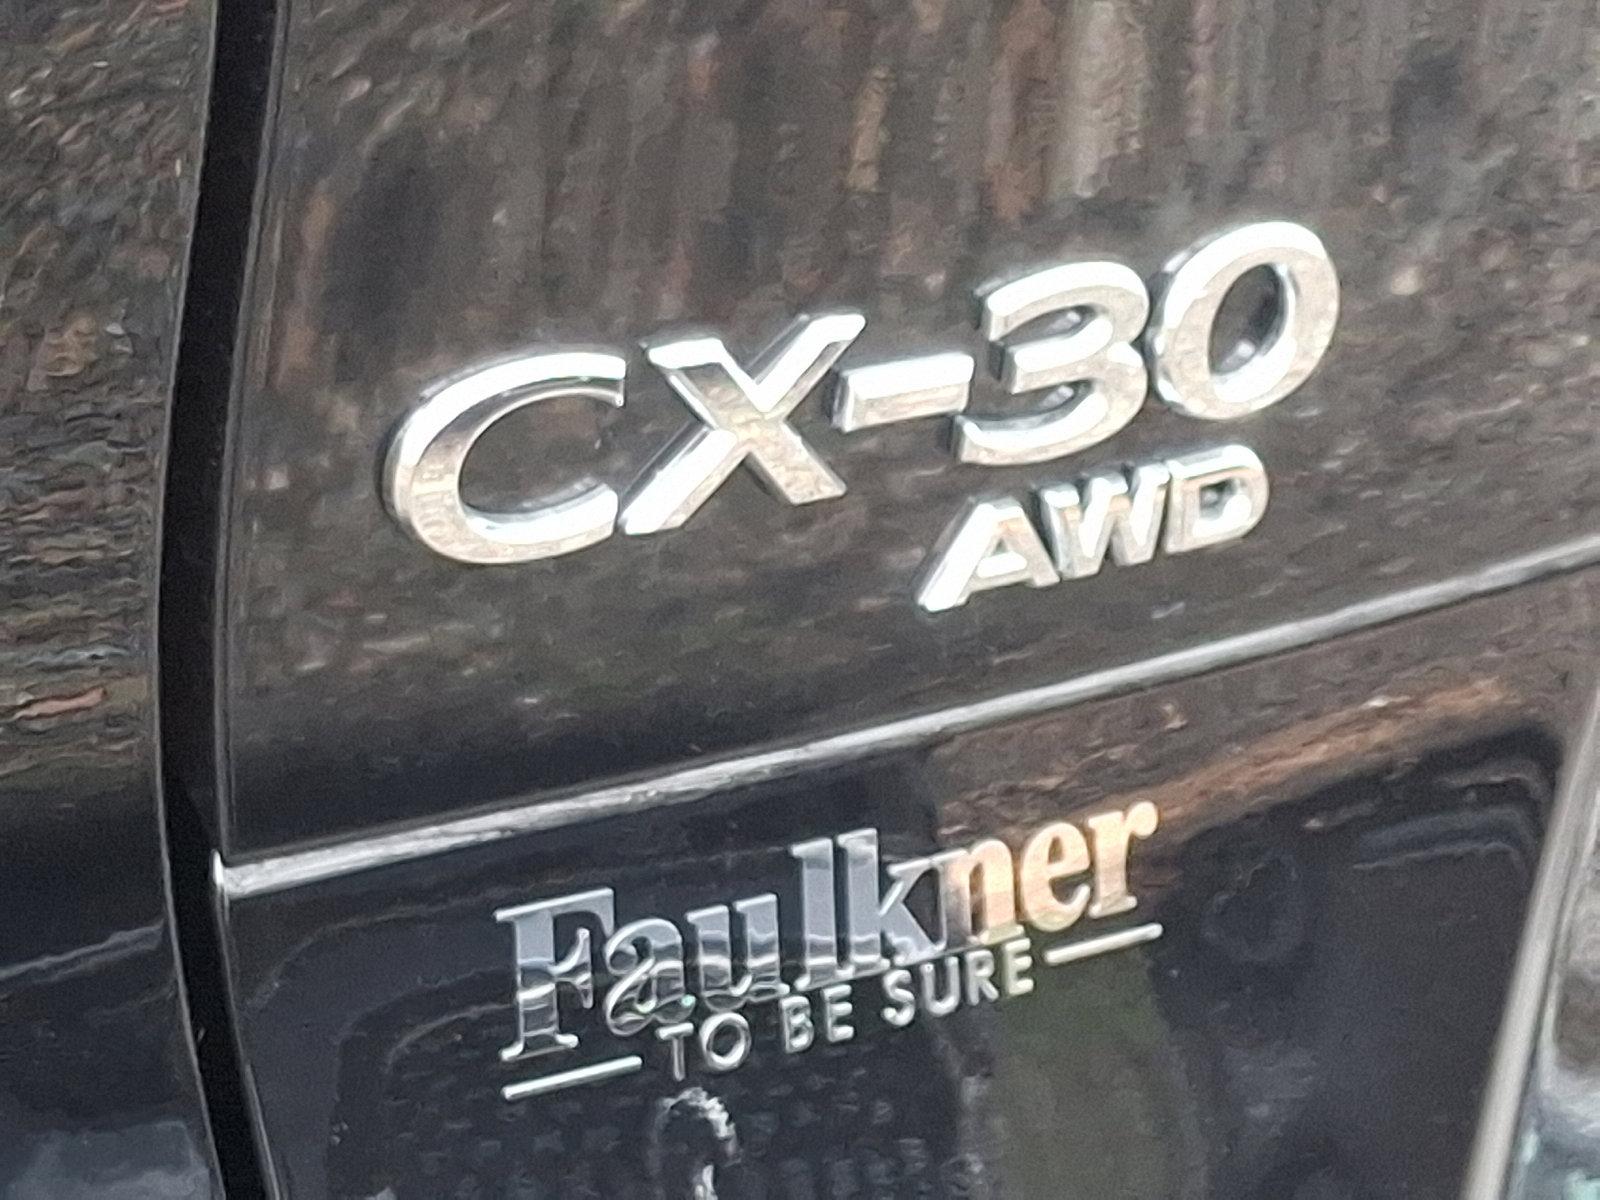 CX-30
AWD
Faulkner
TO BE SURE